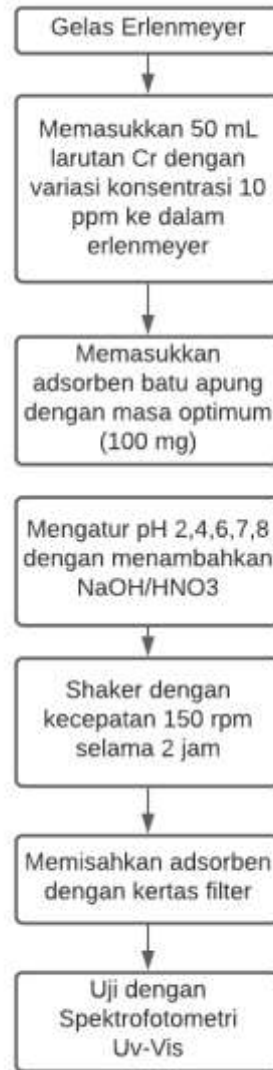 Gelas Erlenmeyer
Memasukkan 50 mL
larutan Cr dengan
variasi konsentrasi 10
ppm ke dalam
erlenmeyer
Memasukkan
adsorben batu apung
dengan masa optimum
(100 mg)
Mengatur pH 2,4,6,7,8
dengan menambahkan
NaOH/HNO3
Shaker dengan
kecepatan 150 rpm
selama 2 jam
Memisahkan adsorben
dengan kertas filter
Uji dengan
Spektrofotometri
Uv-Vis